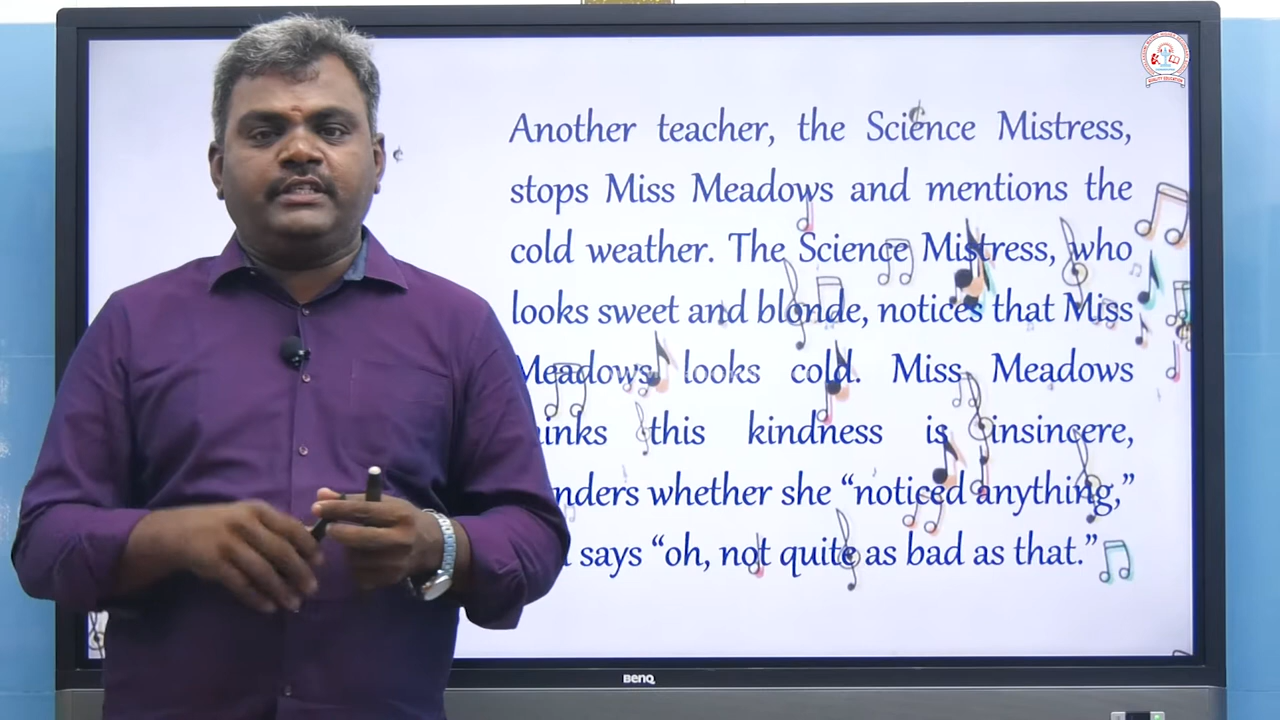 Another teacher, the Science Mistress,
stops Miss Meadows and mentions the
cold weather. The Science Mistress, who
looks sweet and blonde, notices that Miss
Meadows looks cold. Miss Meadows
this kindness is insincere,
whether she “noticed anything,”
says “oh, not quite as bad as that.”
BenQ